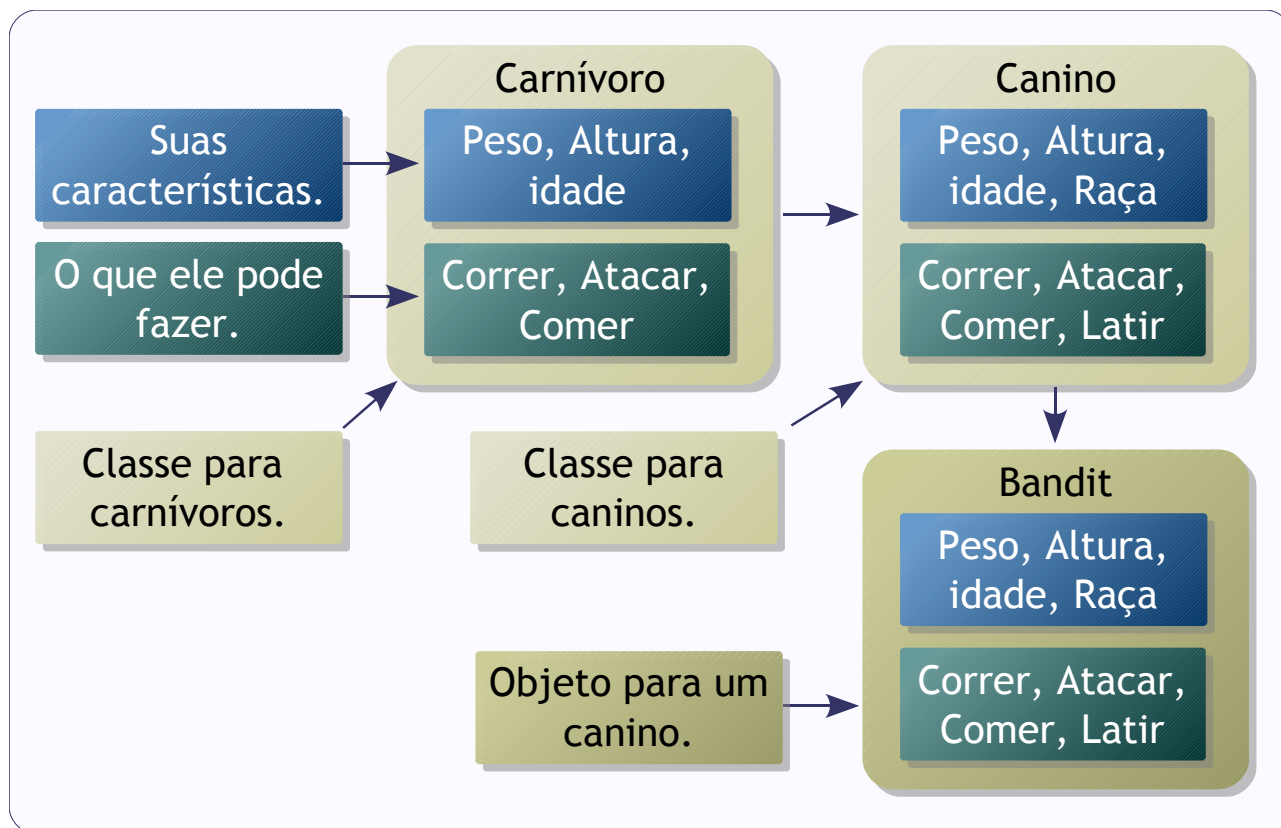 Carnívoro
Canino
Suas
características.
Peso, Altura,
idade
Peso, Altura,
idade, Raça
O que ele pode
fazer.
Correr, Atacar,
Comer
Correr, Atacar,
Comer, Latir
Classe para
carnívoros.
Classe para
caninos.
Bandit
Peso, Altura,
idade, Raça
Objeto para um
canino.
Correr, Atacar,
Comer, Latir